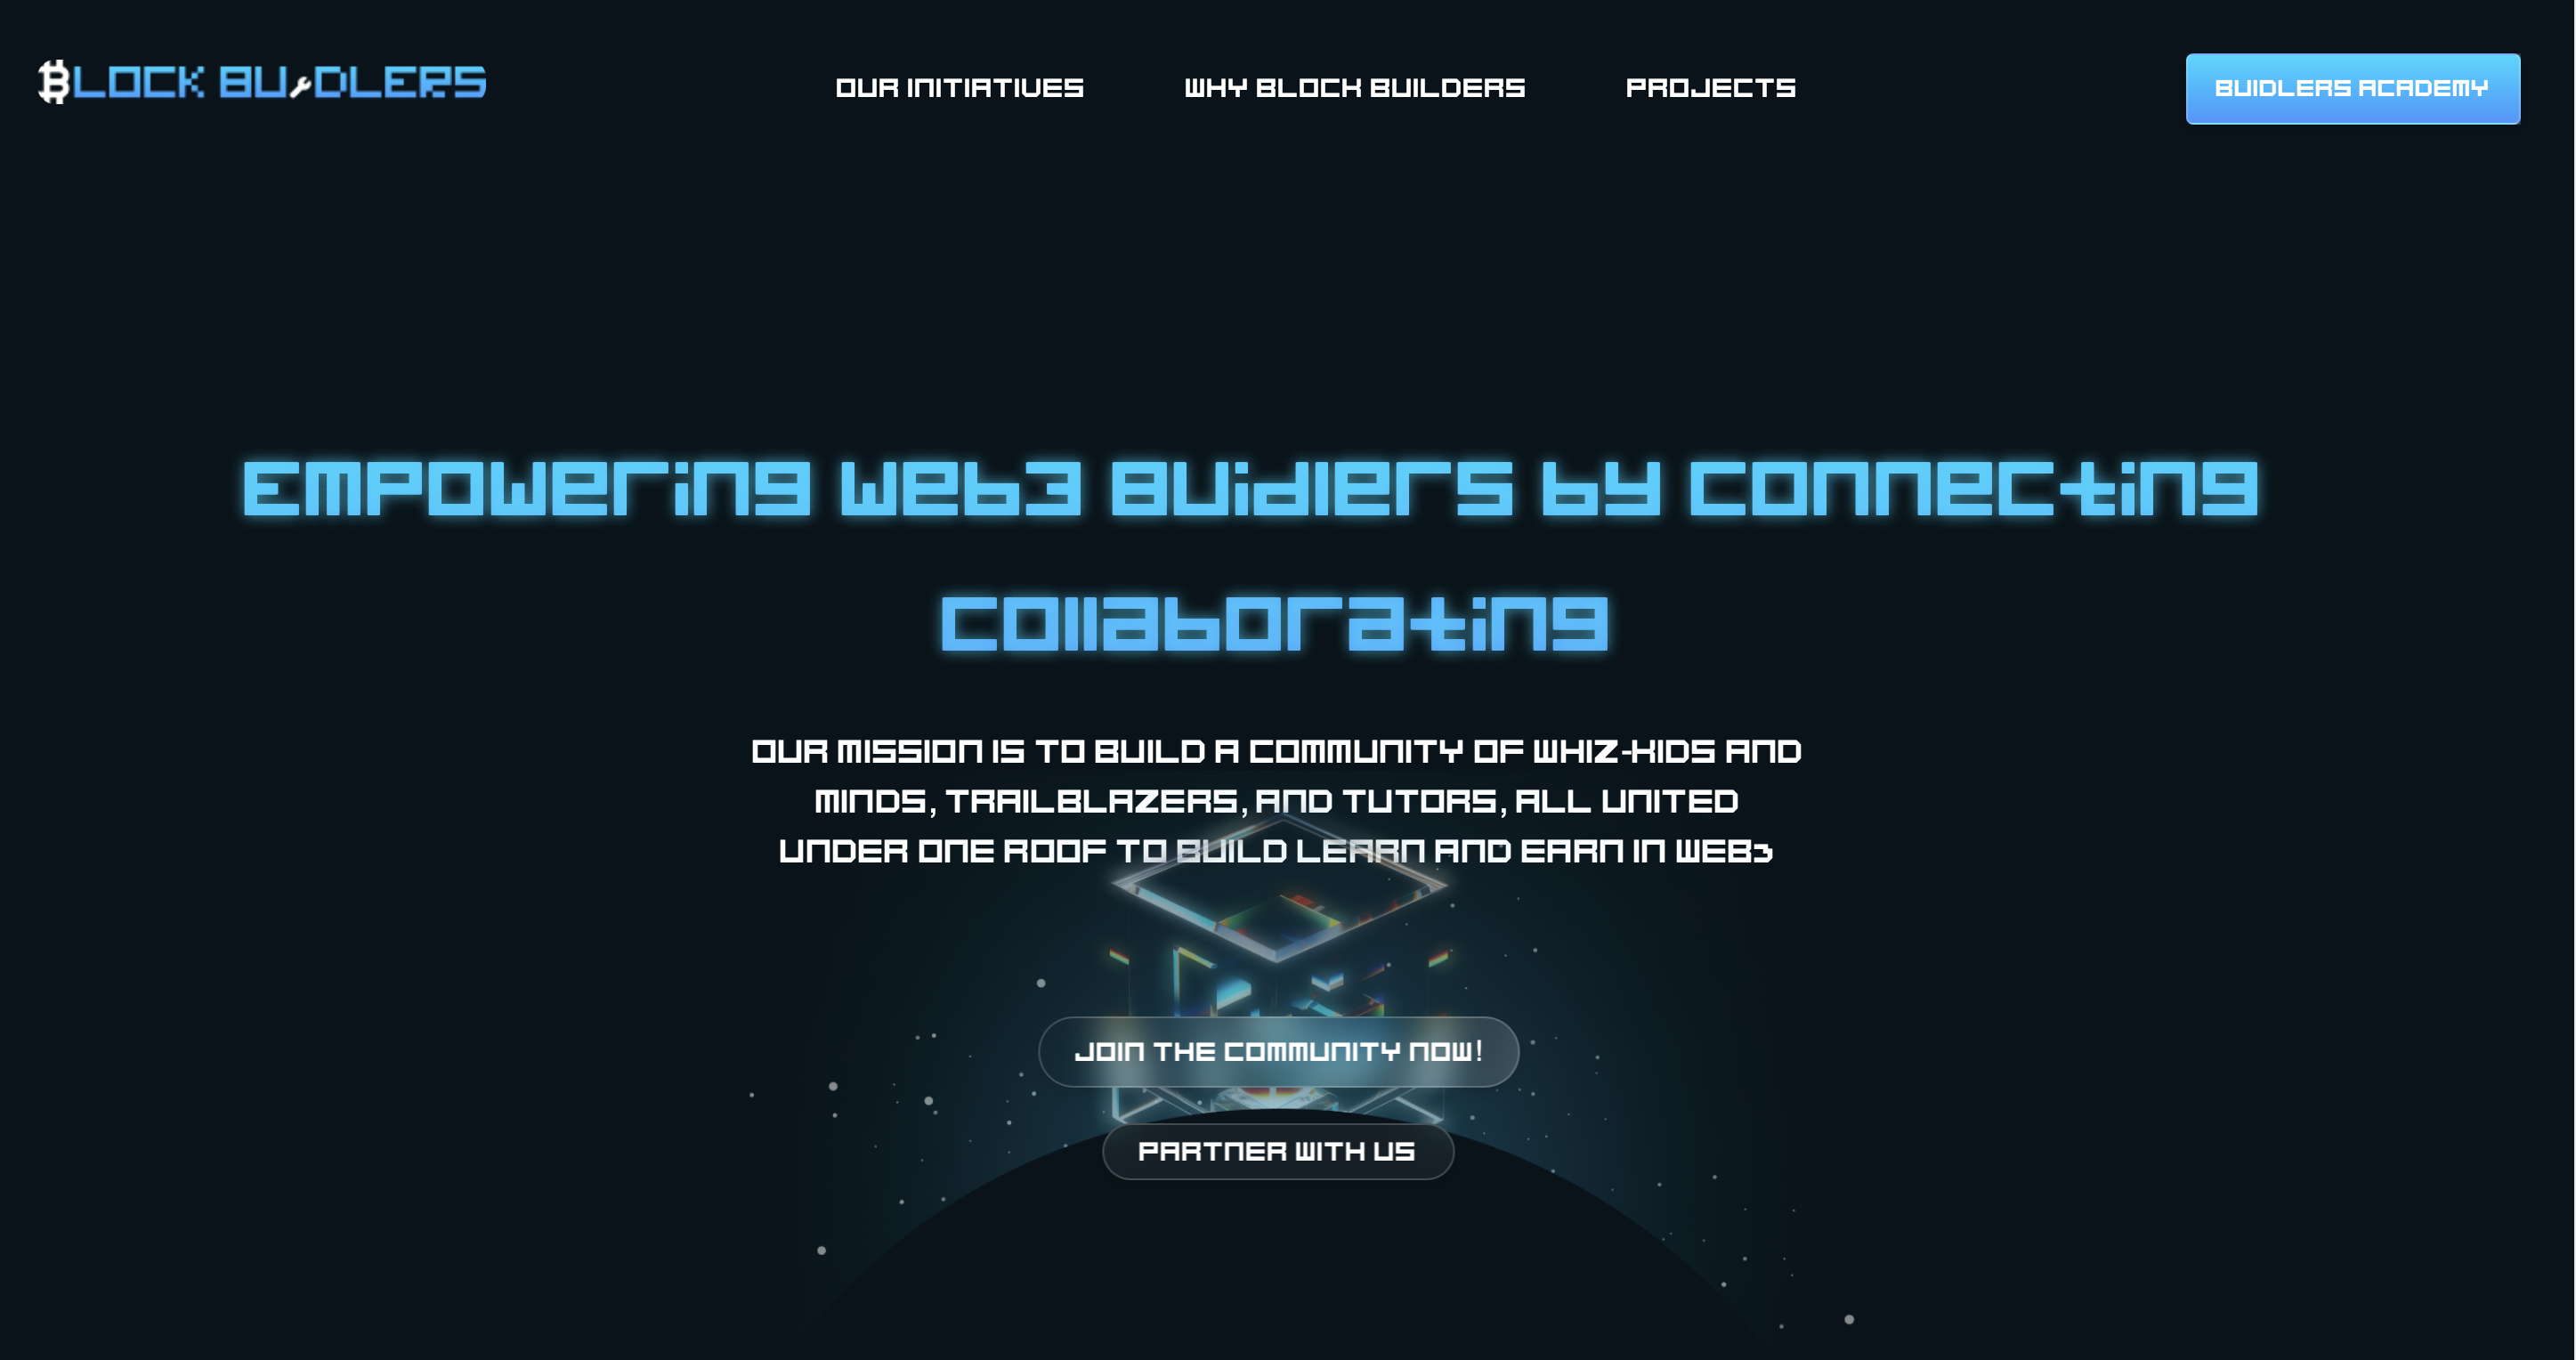 BLOCK BUIDLERS
OUR INITIATIVES
WHY BLOCK BUILDERS
PROJECTS
BUIDLERS ACADEMY
Empowering Web3 Buidlers by Connecting
Collaborating
OUR MISSION IS TO BUILD A COMMUNITY OF WHIZ-KIDS AND
MINDS, TRAILBLAZERS, AND TUTORS, ALL UNITED
UNDER ONE ROOF TO BUILD LEARN AND EARN IN WEB3
JOIN THE COMMUNITY NOW!
PARTNER WITH US